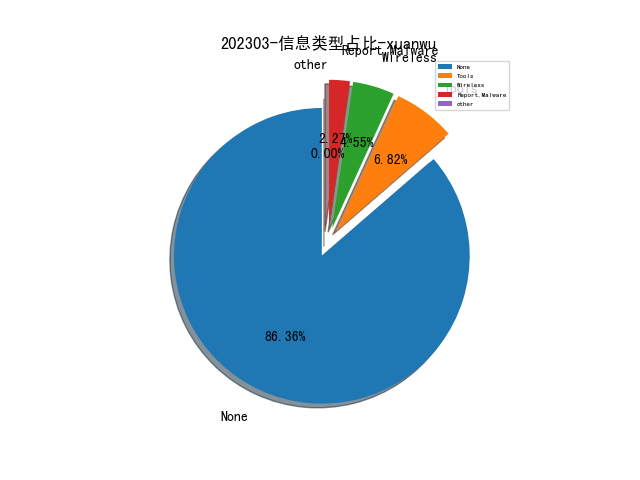 202303-信息类型占比-xuanwu
Report,Malware
Wireless
other
None
Tools
Wireless
Report,Malware
other
Tools
2.27%
4.55%
0.00%
6.82%
86.36%
None